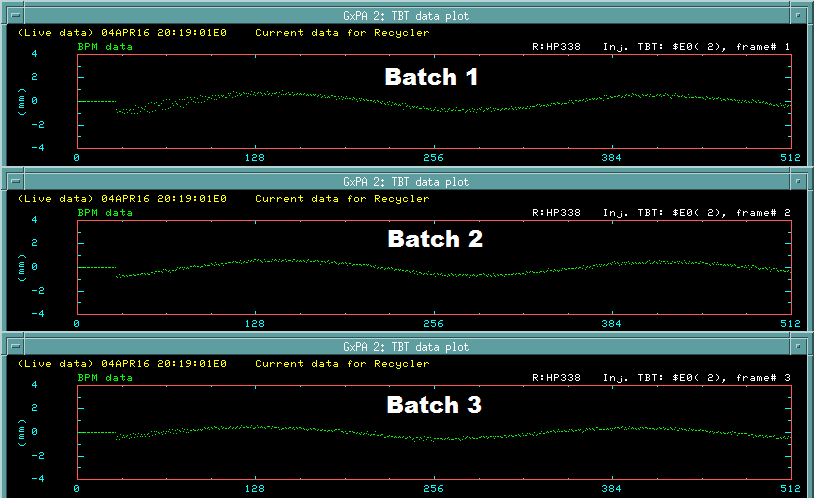 GxPA 2: TBT data plot
(Live data) 04APR16 20:19:01E0 Current data for Recycler
BPM data R:HP338 Inj. TBT: $E0( 2), frame# 1
Batch 1
4
2
0
-2
-4
(mm)
0 128 256 384 512
GxPA 2: TBT data plot
(Live data) 04APR16 20:19:01E0 Current data for Recycler
BPM data R:HP338 Inj. TBT: $E0( 2), frame# 2
Batch 2
4
2
0
-2
-4
(mm)
0 128 256 384 512
GxPA 2: TBT data plot
(Live data) 04APR16 20:19:01E0 Current data for Recycler
BPM data R:HP338 Inj. TBT: $E0( 2), frame# 3
Batch 3
4
2
0
-2
-4
(mm)
0 128 256 384 512